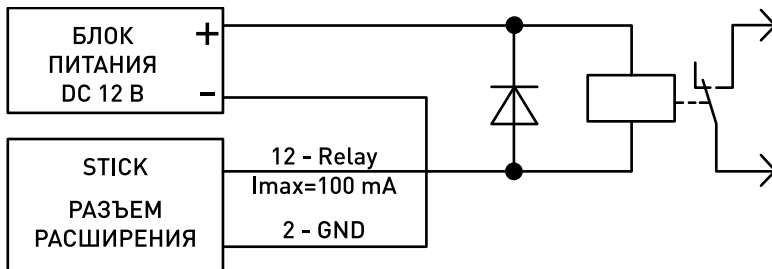 БЛОК
ПИТАНИЯ
DC 12 В
+
–
STICK
РАЗЪЕМ
РАСШИРЕНИЯ
12 - Relay
Imax=100 mA
2 - GND